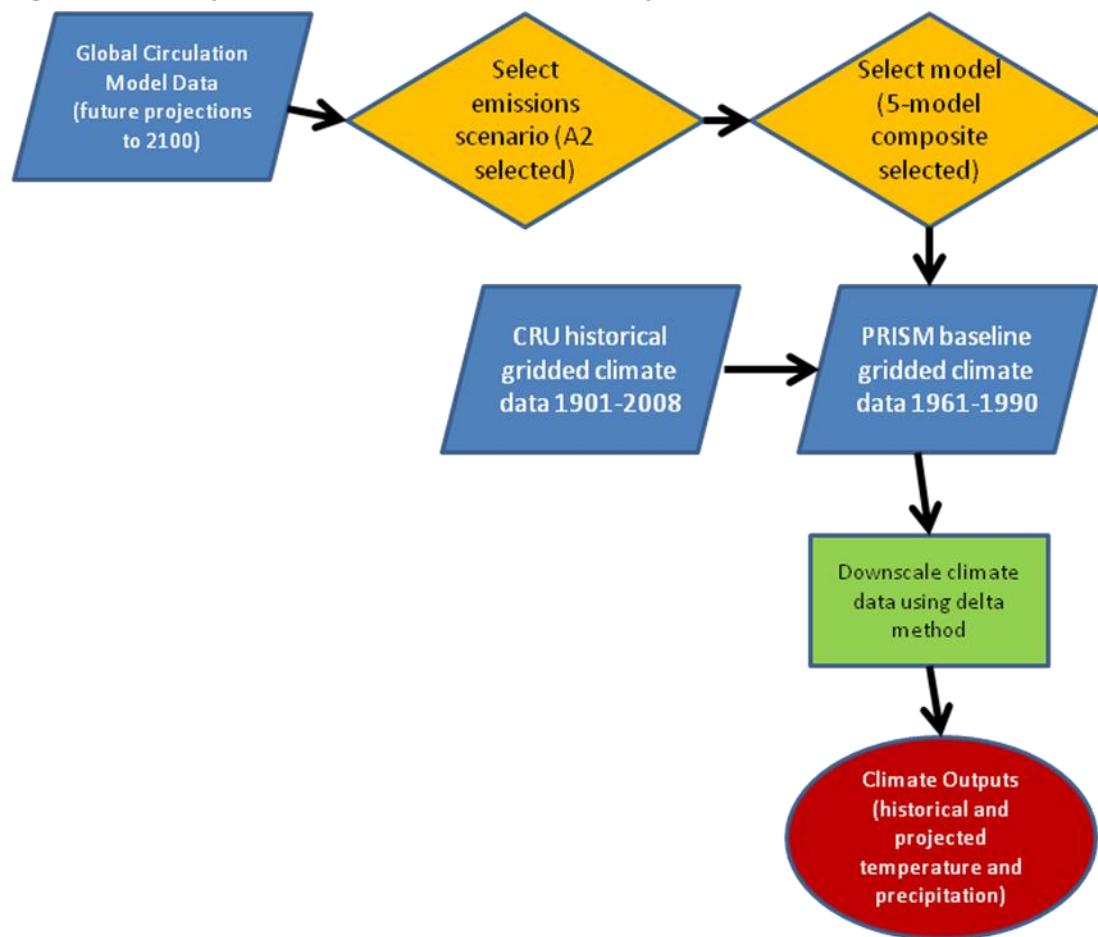 Global Circulation
Model Data
(future projections
to 2100)
Select
emissions
scenario (A2
selected)
Select model
(5-model
composite
selected)
CRU historical
gridded climate
data 1901-2008
PRISM baseline
gridded climate
data 1961-1990
Downscale climate
data using delta
method
Climate Outputs
(historical and
projected
temperature and
precipitation)